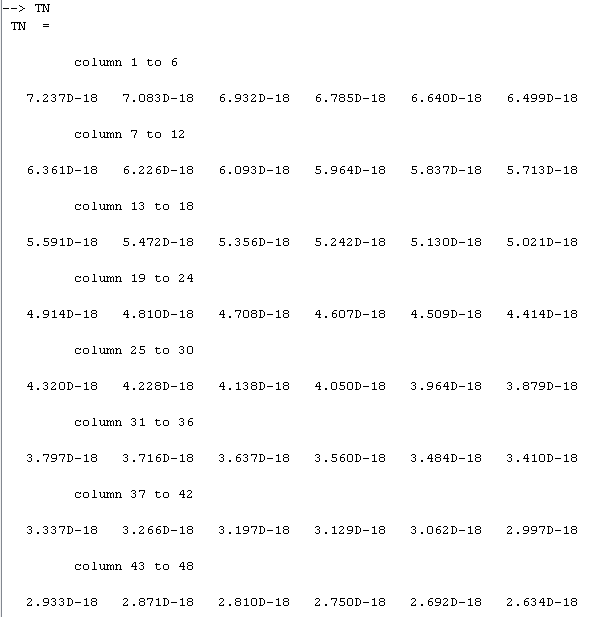 --> TN
TN =
column 1 to 6
7.237D-18 7.083D-18 6.932D-18 6.785D-18 6.640D-18 6.499D-18
column 7 to 12
6.361D-18 6.226D-18 6.093D-18 5.964D-18 5.837D-18 5.713D-18
column 13 to 18
5.591D-18 5.472D-18 5.356D-18 5.242D-18 5.130D-18 5.021D-18
column 19 to 24
4.914D-18 4.810D-18 4.708D-18 4.607D-18 4.509D-18 4.414D-18
column 25 to 30
4.320D-18 4.228D-18 4.138D-18 4.050D-18 3.964D-18 3.879D-18
column 31 to 36
3.797D-18 3.716D-18 3.637D-18 3.560D-18 3.484D-18 3.410D-18
column 37 to 42
3.337D-18 3.266D-18 3.197D-18 3.129D-18 3.062D-18 2.997D-18
column 43 to 48
2.933D-18 2.871D-18 2.810D-18 2.750D-18 2.692D-18 2.634D-18